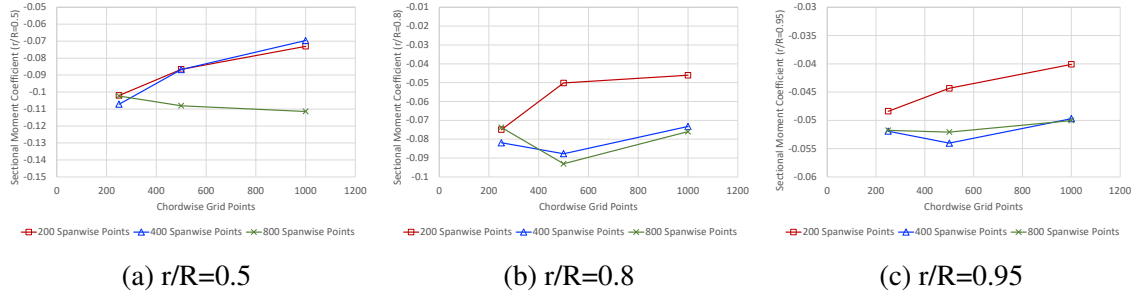 Sectional Moment Coefficient (r/R=0.5)
-0.05
-0.06
-0.07
-0.08
-0.09
-0.1
-0.11
-0.12
-0.13
-0.14
-0.15
0 200 400 600 800 1000 1200
Chordwise Grid Points
200 Spanwise Points 400 Spanwise Points 800 Spanwise Points
(a) r/R=0.5
Sectional Moment Coefficient (r/R=0.8)
-0.01
-0.02
-0.03
-0.04
-0.05
-0.06
-0.07
-0.08
-0.09
-0.1
0 200 400 600 800 1000 1200
Chordwise Grid Points
200 Spanwise Points 400 Spanwise Points 800 Spanwise Points
(b) r/R=0.8
Sectional Moment Coefficient (r/R=0.95)
-0.03
-0.035
-0.04
-0.045
-0.05
-0.055
-0.06
0 200 400 600 800 1000 1200
Chordwise Grid Points
200 Spanwise Points 400 Spanwise Points 800 Spanwise Points
(c) r/R=0.95